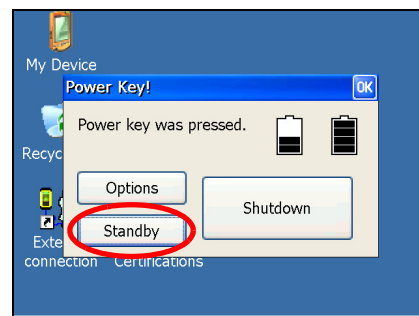 My Device
Power Key!
OK
Power key was pressed.
Recyc
Options
Shutdown
Standby
Exte
connection Certifications